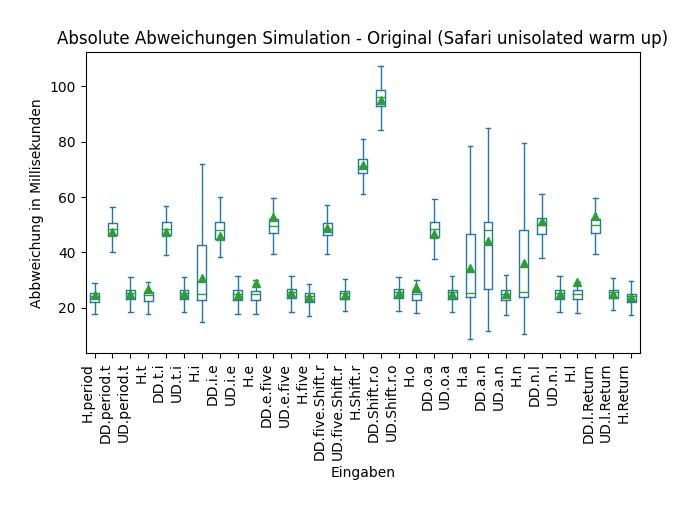 Absolute Abweichungen Simulation - Original (Safari unisolated warm up)
Abbweichung in Millisekunden
100
80
60
40
20
H.period
DD.period.t
UD.period.t
H.t
DD.t.i
UD.t.i
H.i
DD.i.e
UD.i.e
H.e
DD.e.five
UD.e.five
H.five
DD.five.Shift.r
UD.five.Shift.r
H.Shift.r
DD.Shift.r.o
UD.Shift.r.o
H.o
DD.o.a
UD.o.a
H.a
DD.a.n
UD.a.n
H.n
DD.n.l
UD.n.l
H.l
DD.l.Return
UD.l.Return
H.Return
Eingaben